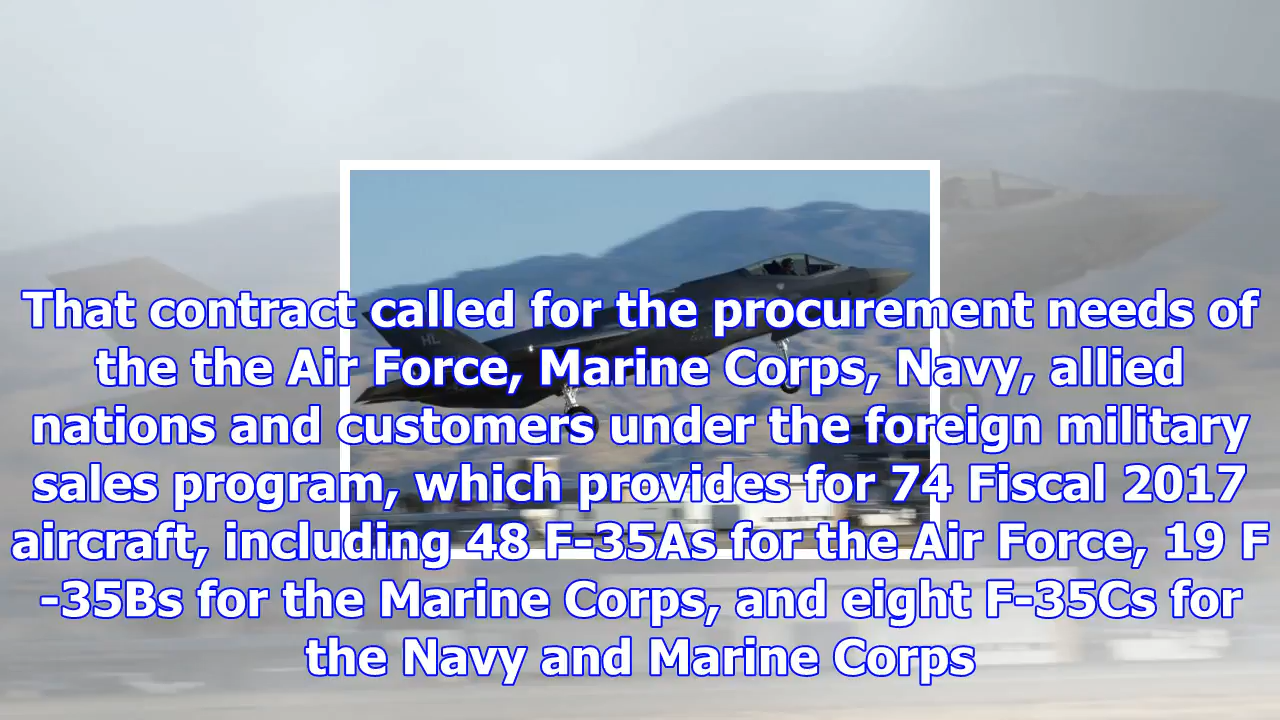 That contract called for the procurement needs of
the the Air Force, Marine Corps, Navy, allied
nations and customers under the foreign military
sales program, which provides for 74 Fiscal 2017
aircraft, including 48 F-35As for the Air Force, 19 F
-35Bs for the Marine Corps, and eight F-35Cs for
the Navy and Marine Corps
HL